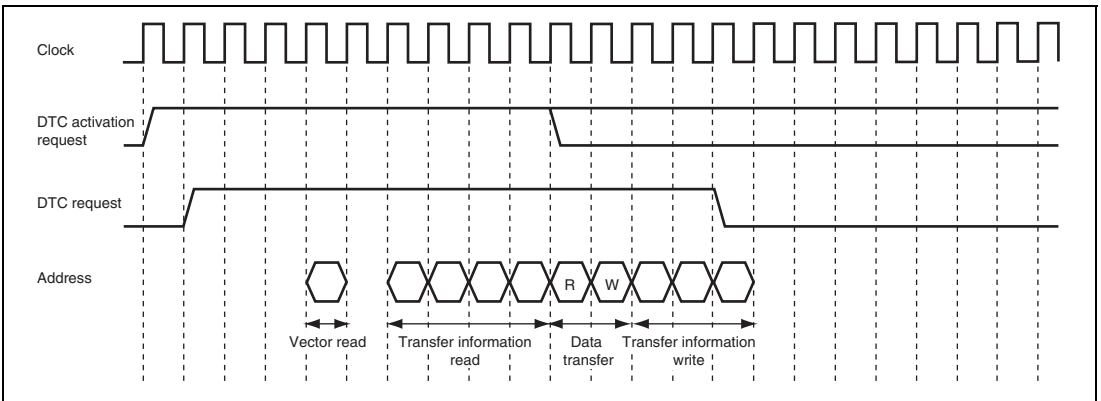 Clock
DTC activation
request
DTC request
Address
R W
Vector read
Transfer information
read
Data
transfer
Transfer information
write